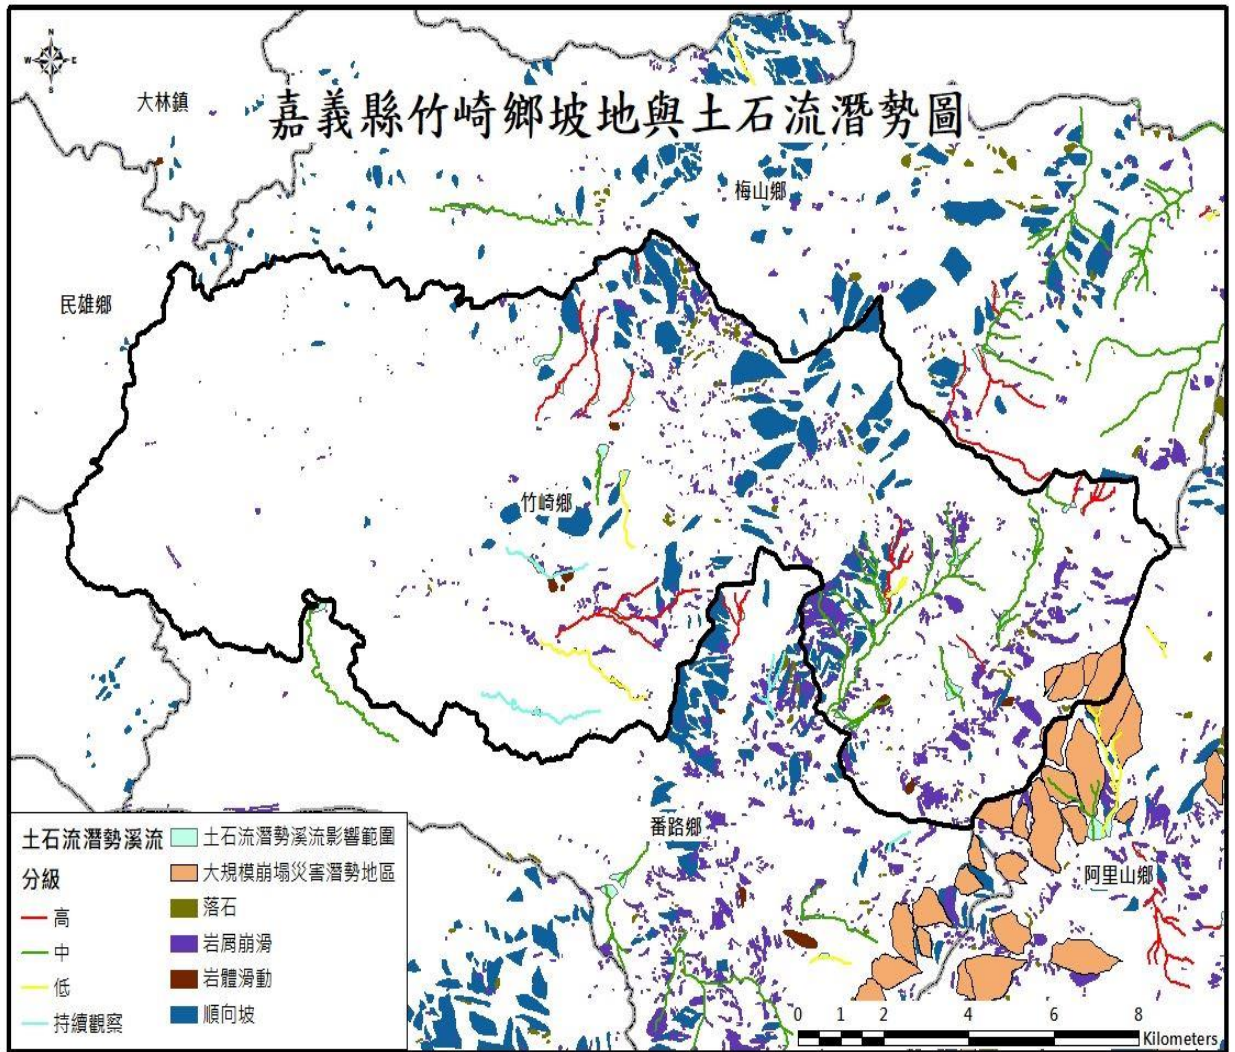 N
W
E
S
大林鎮
嘉義縣竹崎鄉坡地與土石流潛勢圖
梅山鄉
民雄鄉
竹崎鄉
番路鄉
阿里山鄉
土石流潛勢溪流
分級
高
中
低
持續觀察
土石流潛勢溪流影響範圍
大規模崩塌災害潛勢地區
落石
岩屑崩滑
岩體滑動
順向坡
0 1 2 4 6 8
Kilometers